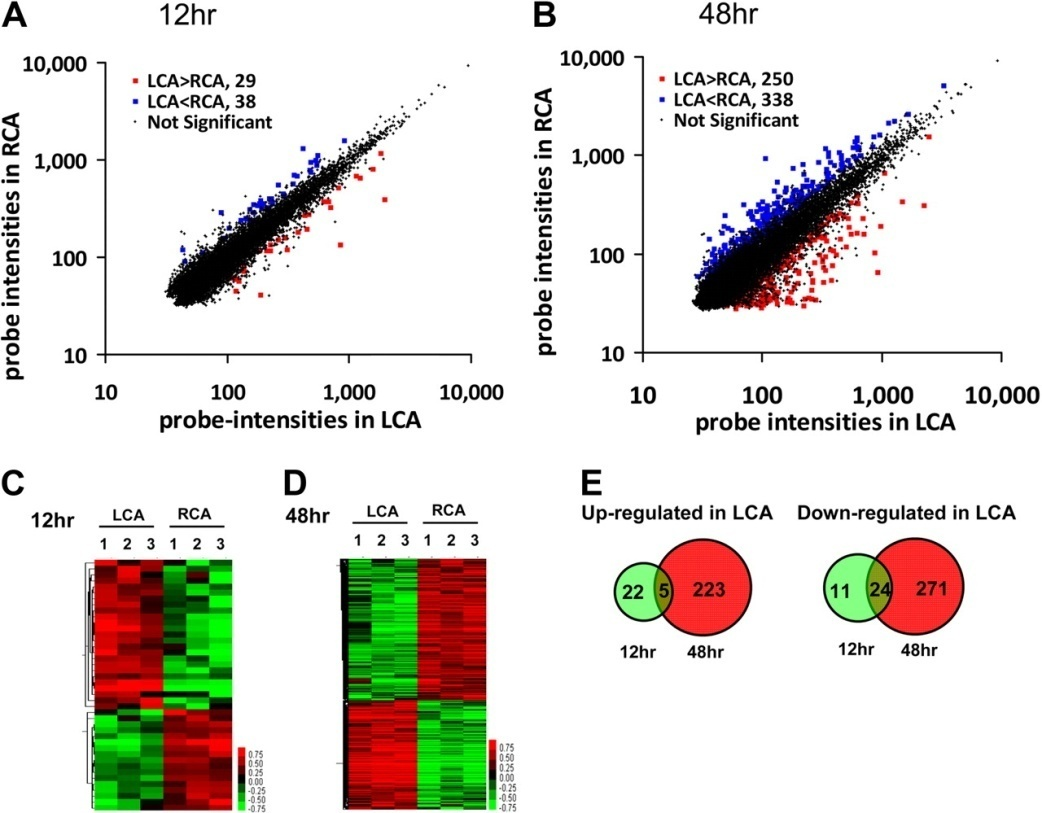 A 12hr
10,000
1,000
100
10
probe intensities in RCA
LCA>RCA, 29
LCA<RCA, 38
Not Significant
10 100 1,000 10,000
probe-intensities in LCA
B 48hr
10,000
1,000
100
10
probe intensities in RCA
LCA>RCA, 250
LCA<RCA, 338
Not Significant
10 100 1,000 10,000
probe intensities in LCA
C
12hr
LCA RCA
1 2 3 1 2 3
0.75
0.50
0.25
0.00
-0.25
-0.50
-0.75
D
48hr
LCA RCA
1 2 3 1 2 3
0.75
0.50
0.25
0.00
-0.25
-0.50
-0.75
E
Up-regulated in LCA
22 5 223
12hr 48hr
Down-regulated in LCA
11 24 271
12hr 48hr